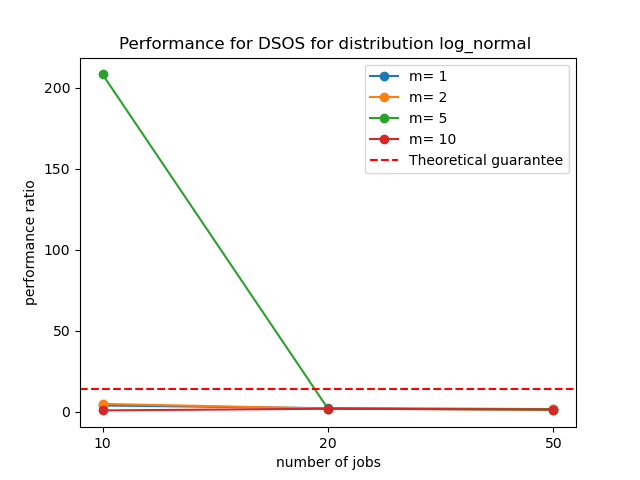 Performance for DSOS for distribution log_normal
m= 1
m= 2
m= 5
m= 10
Theoretical guarantee
performance ratio
200
150
100
50
0
10
20
50
number of jobs